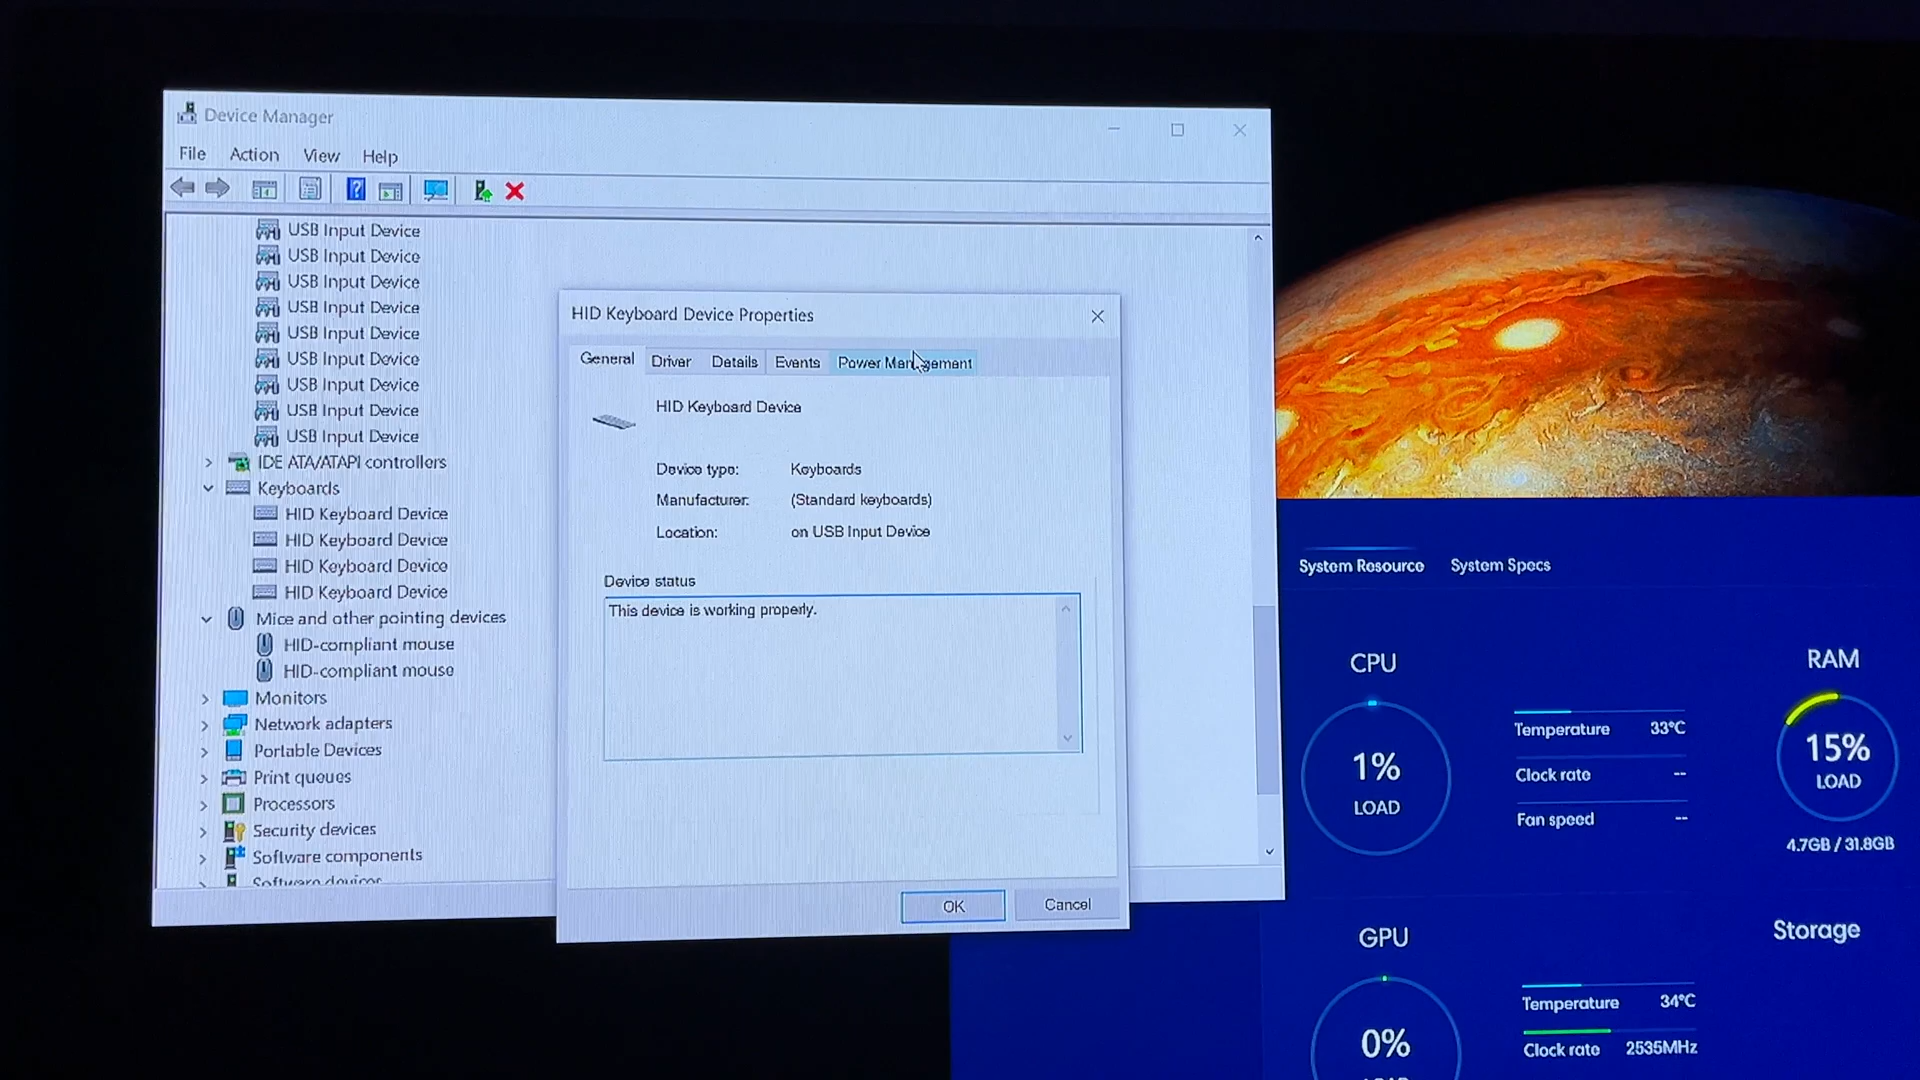 Device Manager
File Action View Help
USB Input Device
USB Input Device
USB Input Device
USB Input Device
USB Input Device
USB Input Device
USB Input Device
USB Input Device
USB Input Device
IDE ATA/ATAPI controllers
Keyboards
HID Keyboard Device
HID Keyboard Device
HID Keyboard Device
HID Keyboard Device
Mice and other pointing devices
HID-compliant mouse
HID-compliant mouse
Monitors
Network adapters
Portable Devices
Print queues
Processors
Security devices
Software components
Software devices
HID Keyboard Device Properties
General Driver Details Events Power Management
HID Keyboard Device
Device type: Keyboards
Manufacturer: (Standard keyboards)
Location: on USB Input Device
Device status
This device is working properly.
OK Cancel
System Resource System Specs
CPU
1%
LOAD
Temperature 33°C
Clock rate --
Fan speed --
RAM
15%
LOAD
4.7GB / 31.8GB
GPU
0%
LOAD
Temperature 34°C
Clock rate 2535MHz
Storage